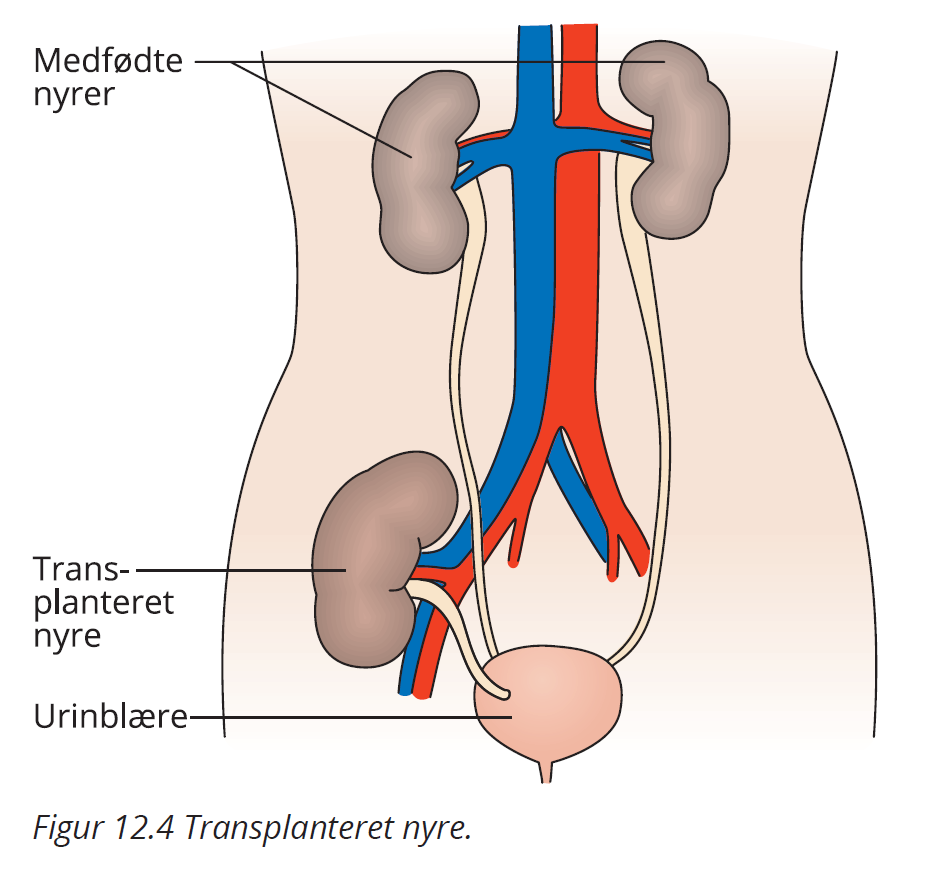 Medfødte
nyrer
Trans-
planteret
nyre
Urinblære
Figur 12.4 Transplanteret nyre.